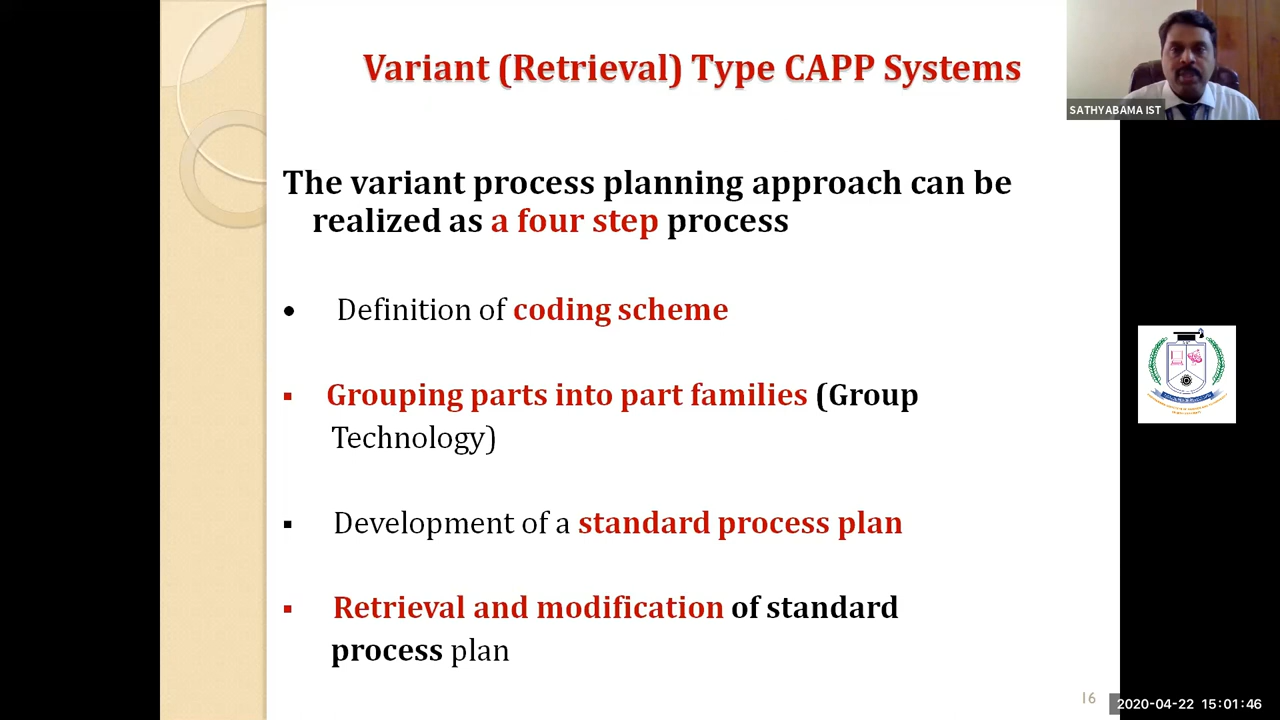 Variant (Retrieval) Type CAPP Systems
SATHYABAMA IST
The variant process planning approach can be
realized as a four step process
• Definition of coding scheme
▪ Grouping parts into part families (Group
Technology)
▪ Development of a standard process plan
▪ Retrieval and modification of standard
process plan
16
2020-04-22 15:01:46